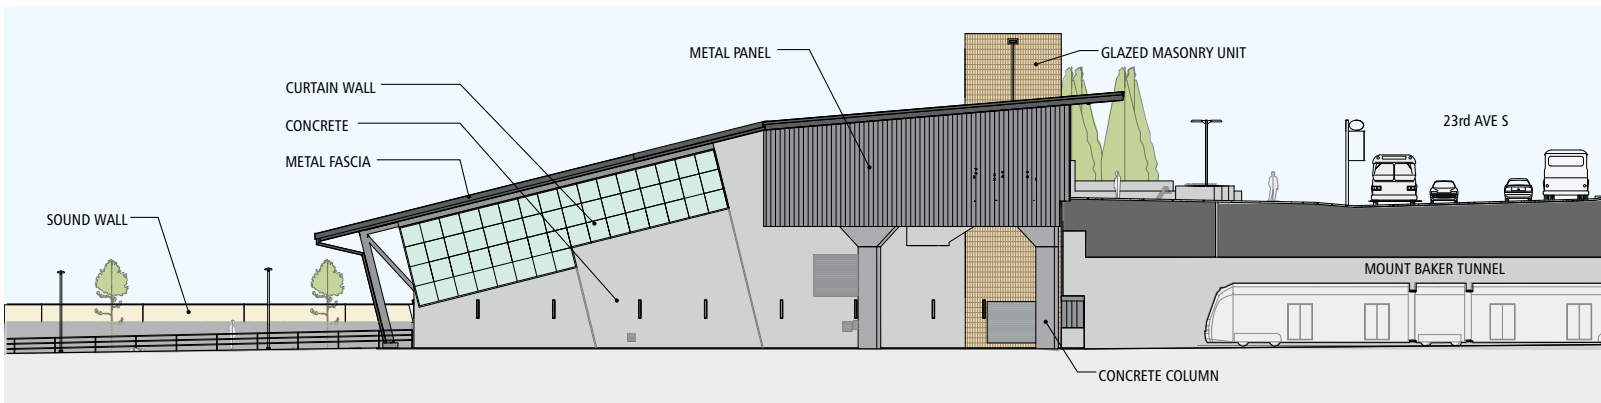 METAL PANEL
GLAZED MASONRY UNIT
CURTAIN WALL
CONCRETE
METAL FASCIA
23rd AVE S
SOUND WALL
MOUNT BAKER TUNNEL
CONCRETE COLUMN